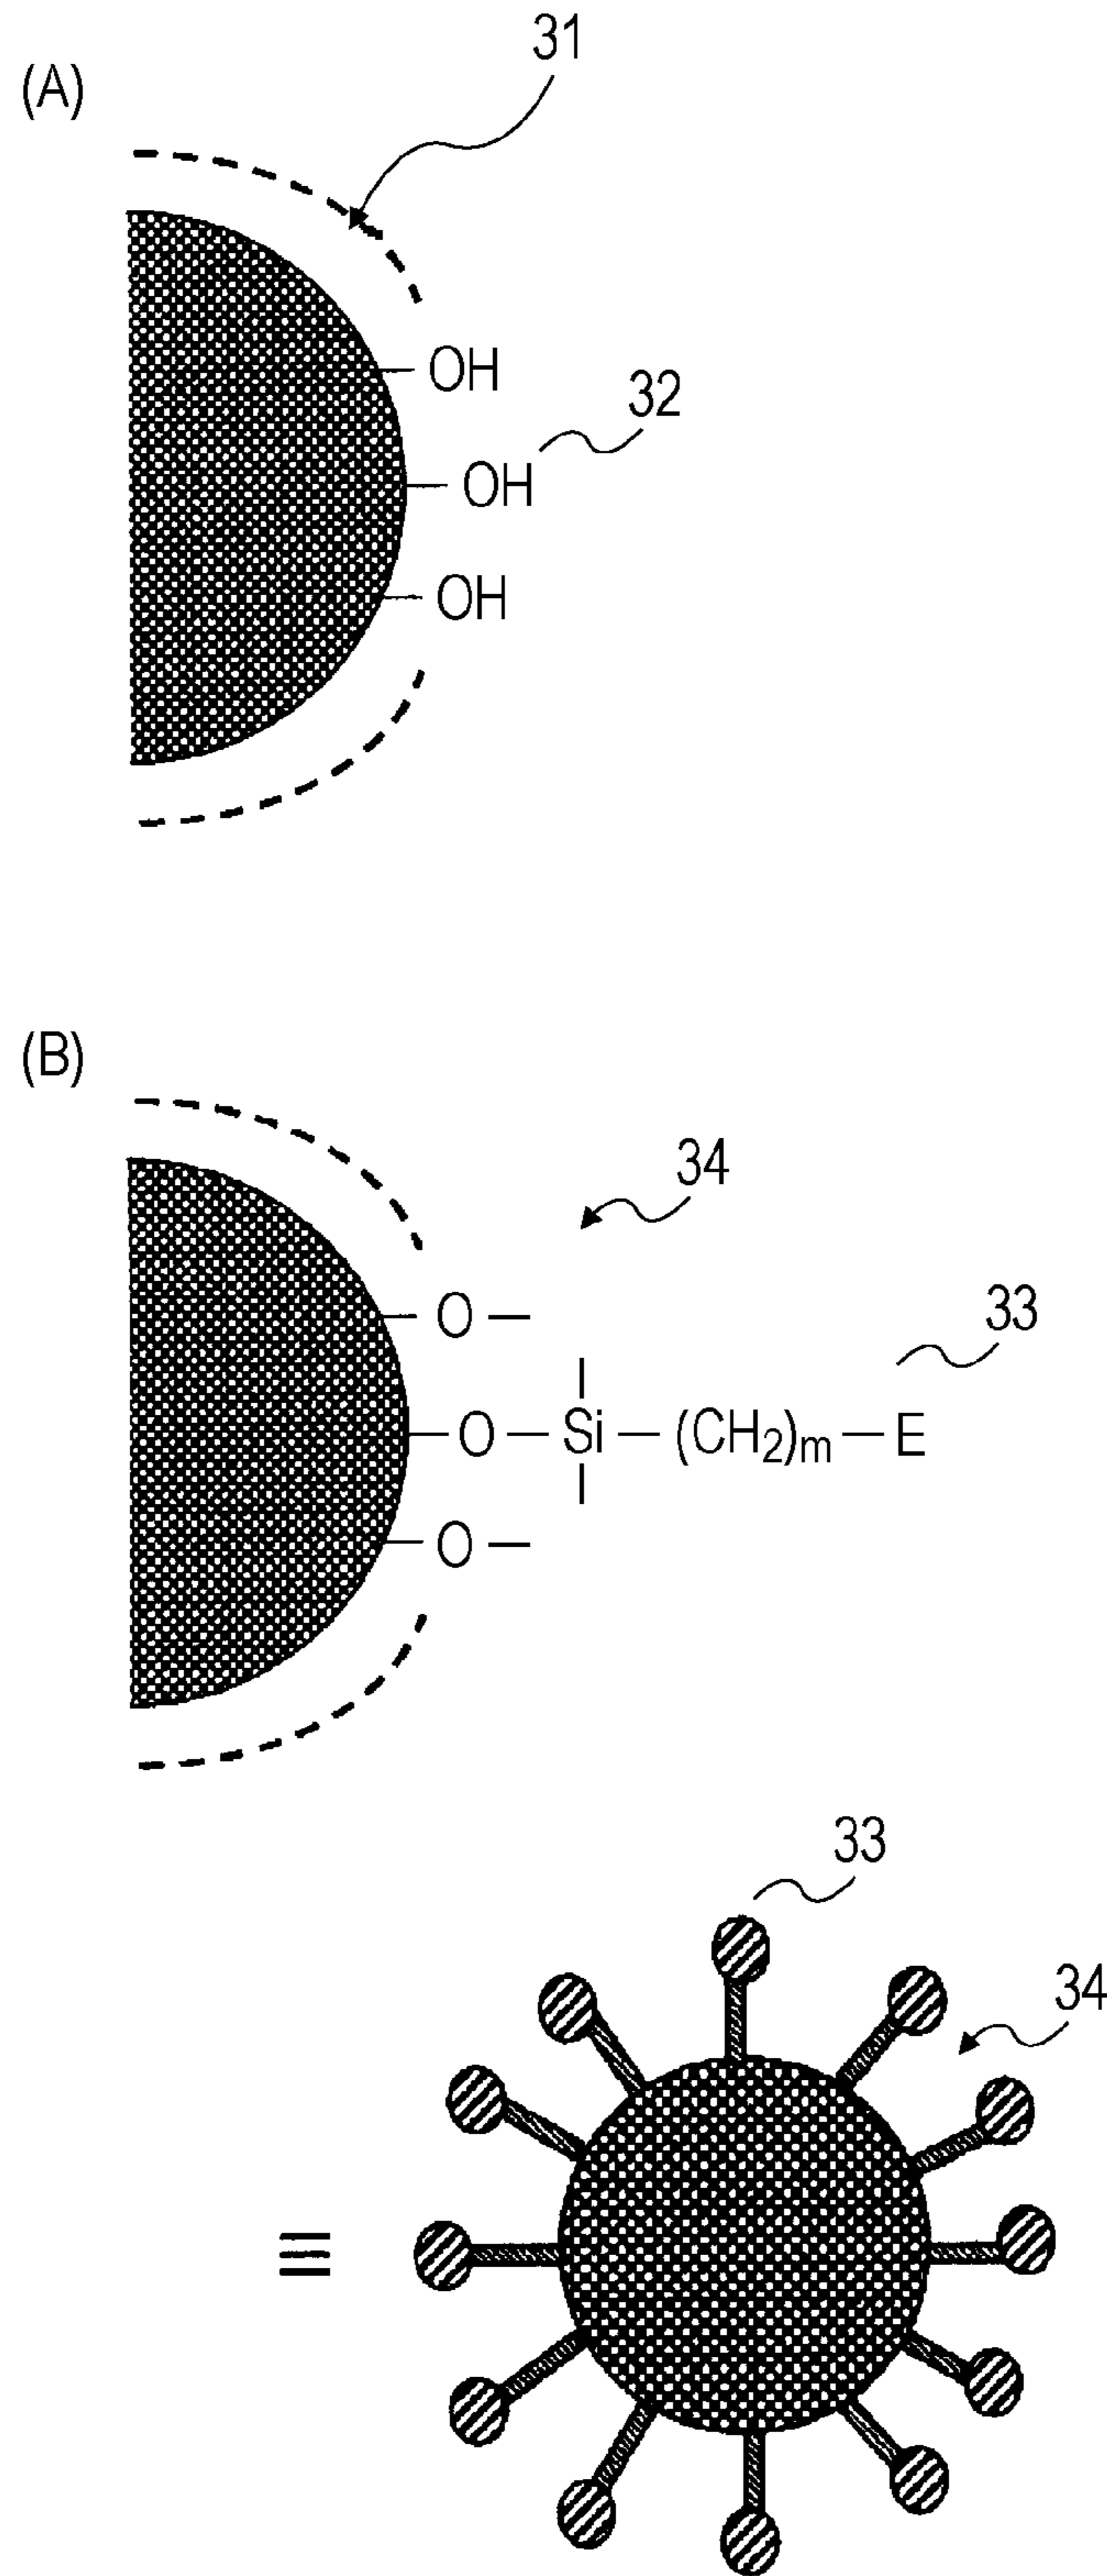 31
(A)
OH
32
OH
OH
(B)
34
O —
33
— O — Si — (CH₂)ₘ — E
O —
33
34
≡